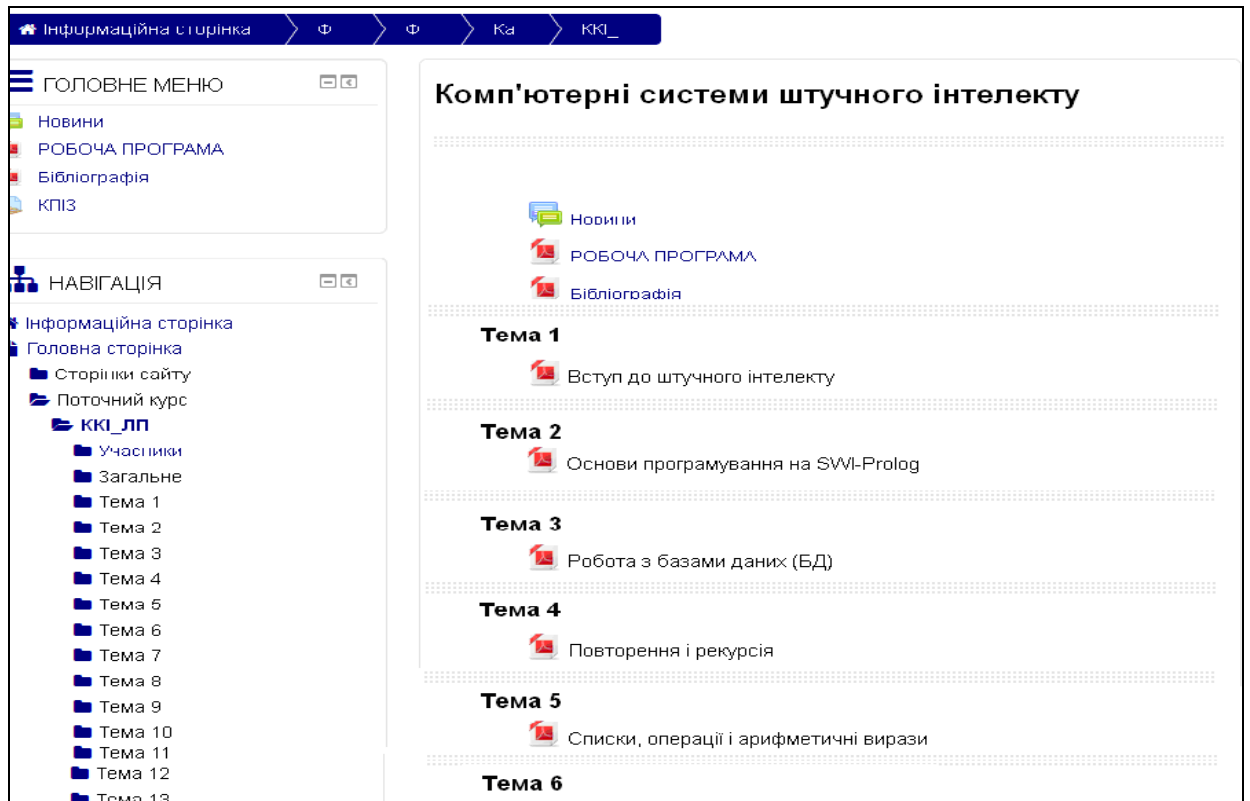 Інформаційна сторінка
Ф
Ф
Ка
ККІ_
ГОЛОВНЕ МЕНЮ
Новини
РОБОЧА ПРОГРАМА
Бібліографія
КПІЗ
НАВІГАЦІЯ
Інформаційна сторінка
Головна сторінка
Сторінки сайту
Поточний курс
ККІ_ЛП
Учасники
Загальне
Тема 1
Тема 2
Тема 3
Тема 4
Тема 5
Тема 6
Тема 7
Тема 8
Тема 9
Тема 10
Тема 11
Тема 12
Тема 13
Комп'ютерні системи штучного інтелекту
Новини
РОБОЧА ПРОГРАМА
Бібліографія
Тема 1
Вступ до штучного інтелекту
Тема 2
Основи програмування на SWI-Prolog
Тема 3
Робота з базами даних (БД)
Тема 4
Повторення і рекурсія
Тема 5
Списки, операції і арифметичні вирази
Тема 6